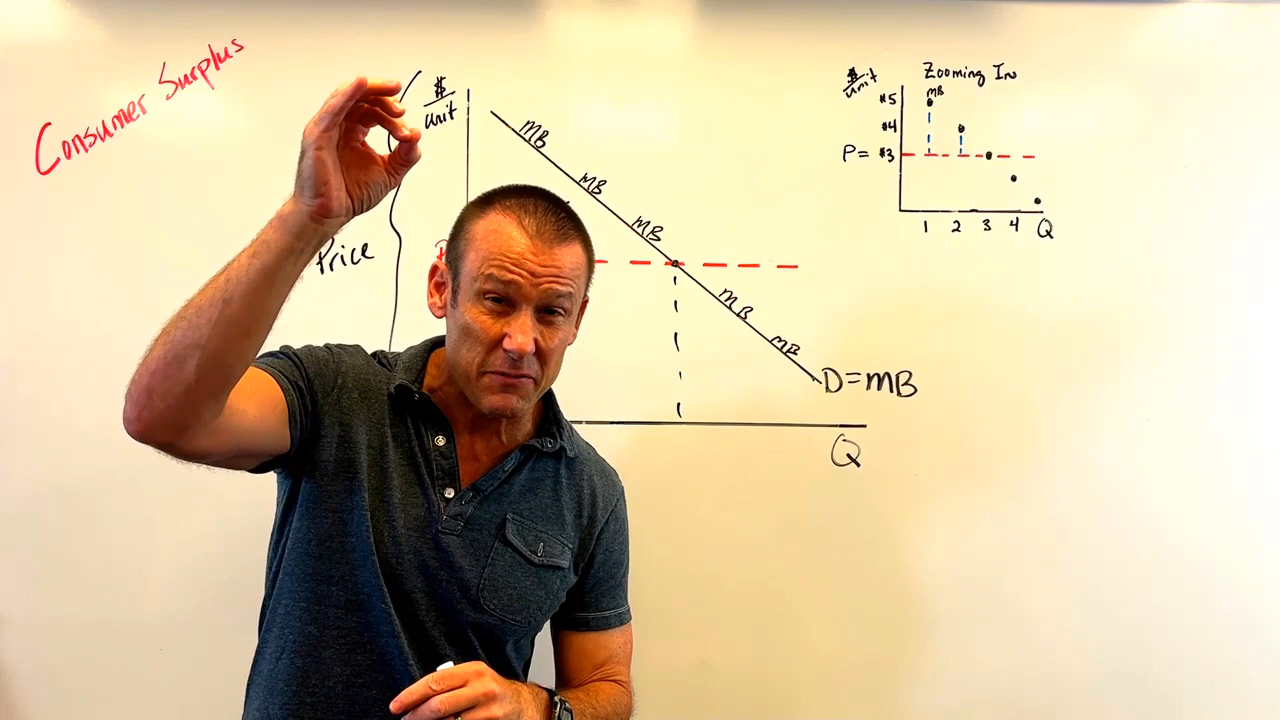 Consumer Surplus
$/unit
Price
MB
MB
MB
MB
MB
D=MB
Q
Zooming In
$/unit
MB
$5
$4
P= $3
1 2 3 4 Q